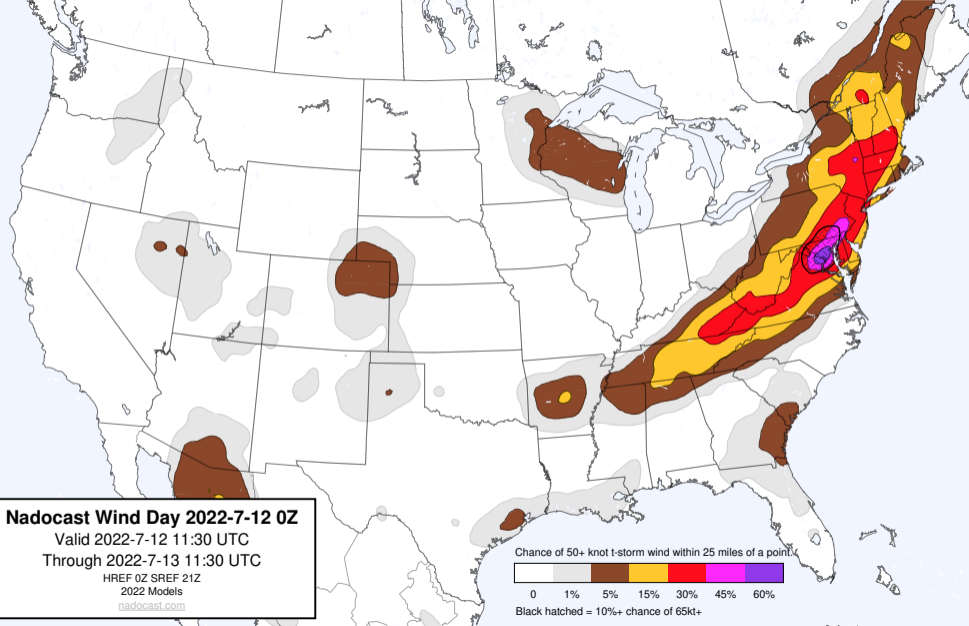 Nadocast Wind Day 2022-7-12 0Z
Valid 2022-7-12 11:30 UTC
Through 2022-7-13 11:30 UTC
HREF 0Z SREF 21Z
2022 Models
nadocast.com
Chance of 50+ knot t-storm wind within 25 miles of a point.
0 1% 5% 15% 30% 45% 60%
Black hatched = 10%+ chance of 65kt+